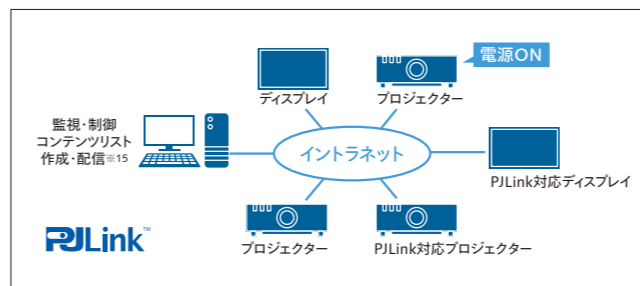 電源ON
ディスプレイ
プロジェクター
監視・制御
コンテンツリスト
作成・配信※15
イントラネット
PJLink対応ディスプレイ
プロジェクター
PJLink対応プロジェクター
PJLink™